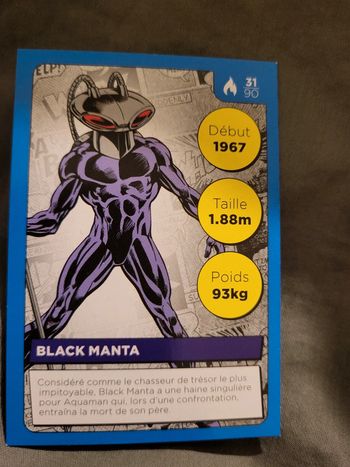 31
90
Début
1967
Taille
1.88m
Poids
93kg
BLACK MANTA
Considéré comme le chasseur de trésor le plus
impitoyable, Black Manta a une haine singulière
pour Aquaman qui, lors d'une confrontation,
entraîna la mort de son père.